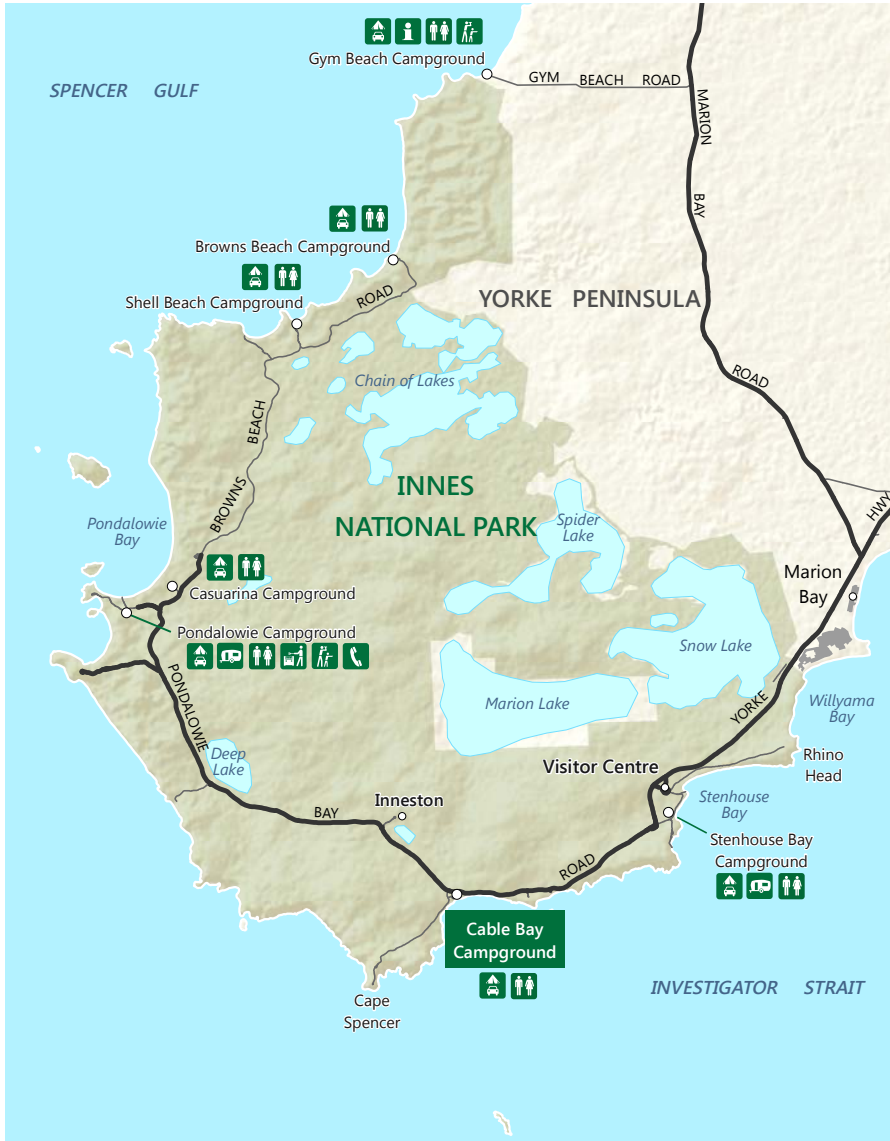 Gym Beach Campground
SPENCER GULF
GYM BEACH ROAD
MARION
BAY
ROAD
Browns Beach Campground
Shell Beach Campground
ROAD
BEACH
BROWNS
YORKE PENINSULA
Chain of Lakes
INNES
NATIONAL PARK
Spider
Lake
HWY
Pondalowie
Bay
Marion
Bay
Casuarina Campground
Pondalowie Campground
Snow Lake
Marion Lake
YORKE
Willyama
Bay
PONDALOWIE
BAY
ROAD
Deep
Lake
Visitor Centre
Rhino
Head
Inneston
Stenhouse
Bay
Stenhouse Bay
Campground
Cable Bay
Campground
INVESTIGATOR STRAIT
Cape
Spencer